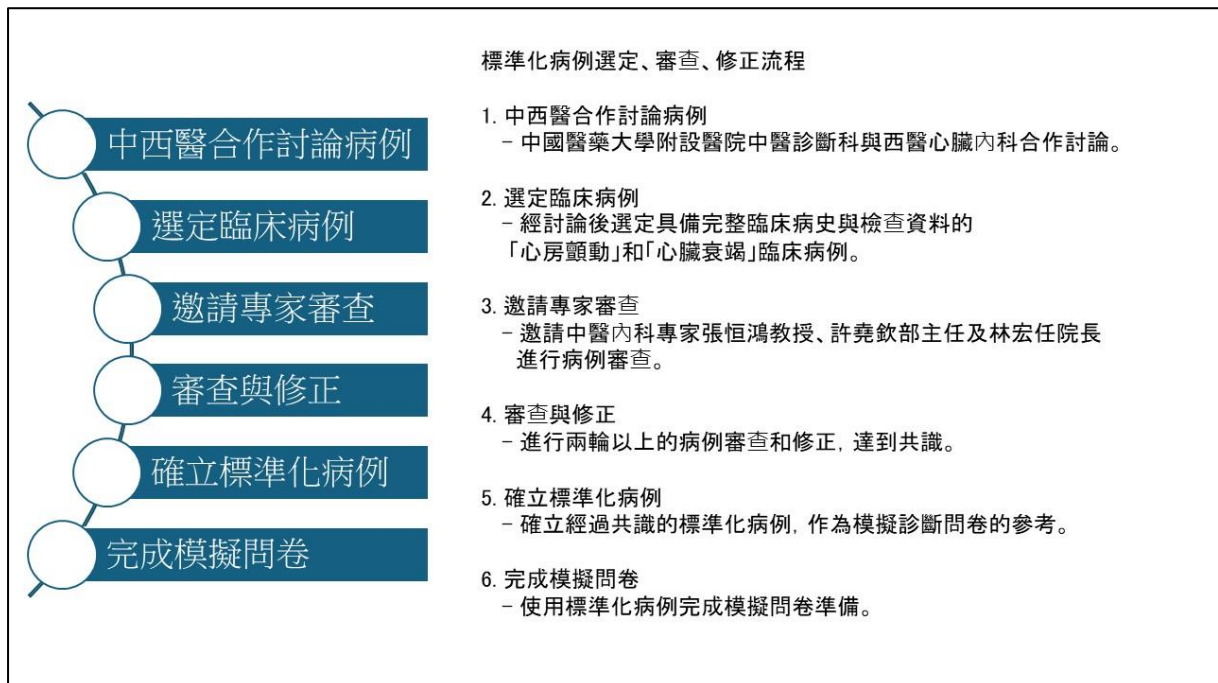 中西醫合作討論病例
選定臨床病例
邀請專家審查
審查與修正
確立標準化病例
完成模擬問卷
標準化病例選定、審查、修正流程
1. 中西醫合作討論病例
– 中國醫藥大學附設醫院中醫診斷科與西醫心臟內科合作討論。
2. 選定臨床病例
– 經討論後選定具備完整臨床病史與檢查資料的
「心房顫動」和「心臟衰竭」臨床病例。
3. 邀請專家審查
– 邀請中醫內科專家張恒鴻教授、許堯欽部主任及林宏任院長
進行病例審查。
4. 審查與修正
– 進行兩輪以上的病例審查和修正, 達到共識。
5. 確立標準化病例
– 確立經過共識的標準化病例, 作為模擬診斷問卷的參考。
6. 完成模擬問卷
– 使用標準化病例完成模擬問卷準備。